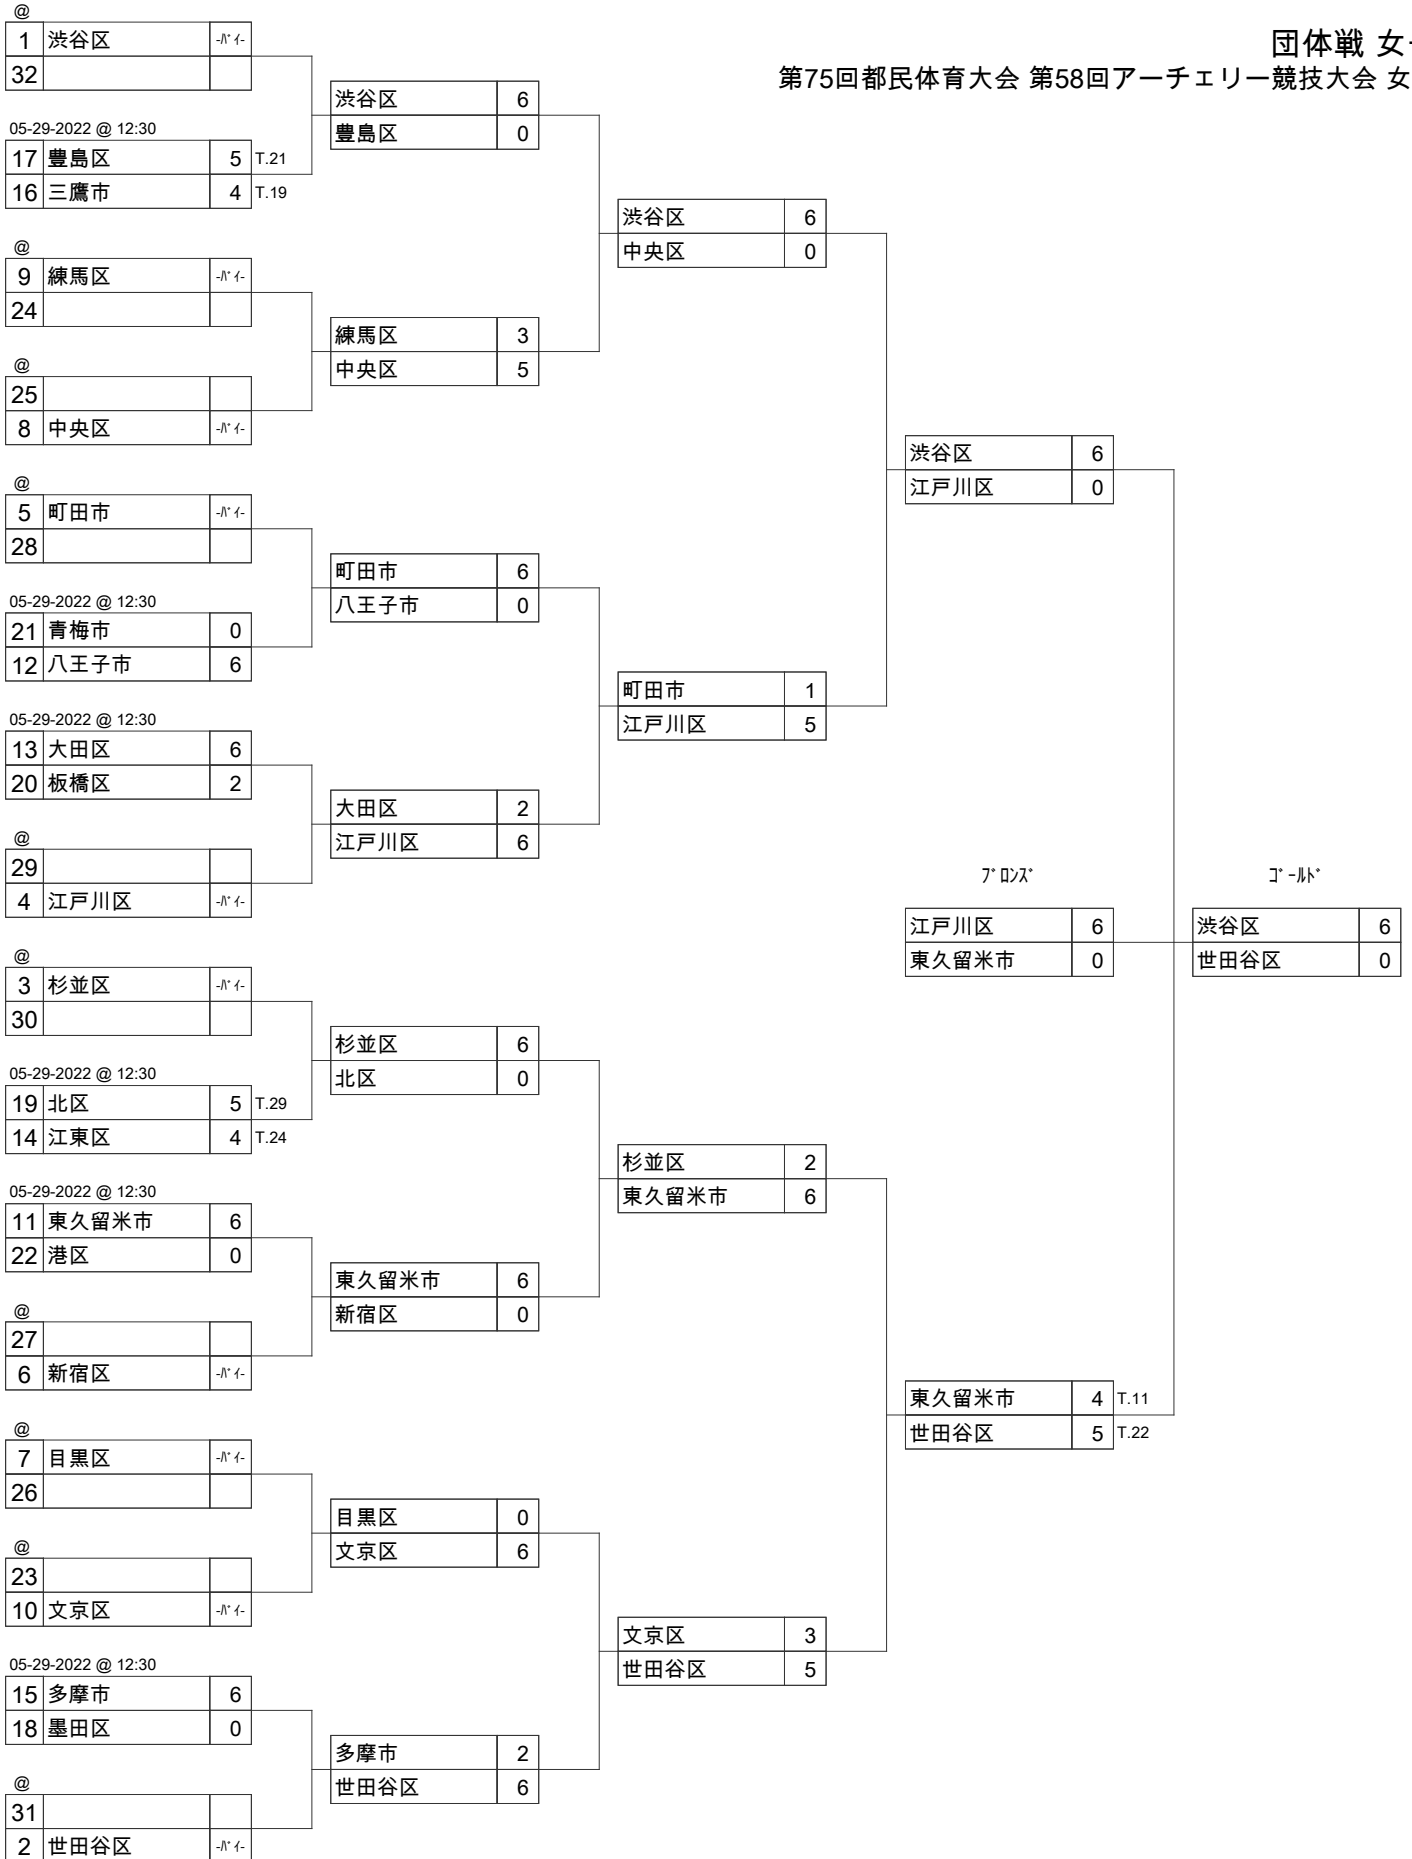 団体戦 女
第75回都民体育大会 第58回アーチェリー競技大会 女
@
1 渋谷区 -ﾊﾞｲ-
32
05-29-2022 @ 12:30
17 豊島区 5 T.21
16 三鷹市 4 T.19
@
9 練馬区 -ﾊﾞｲ-
24
@
25
8 中央区 -ﾊﾞｲ-
@
5 町田市 -ﾊﾞｲ-
28
05-29-2022 @ 12:30
21 青梅市 0
12 八王子市 6
05-29-2022 @ 12:30
13 大田区 6
20 板橋区 2
@
29
4 江戸川区 -ﾊﾞｲ-
@
3 杉並区 -ﾊﾞｲ-
30
05-29-2022 @ 12:30
19 北区 5 T.29
14 江東区 4 T.24
05-29-2022 @ 12:30
11 東久留米市 6
22 港区 0
@
27
6 新宿区 -ﾊﾞｲ-
@
7 目黒区 -ﾊﾞｲ-
26
@
23
10 文京区 -ﾊﾞｲ-
05-29-2022 @ 12:30
15 多摩市 6
18 墨田区 0
@
31
2 世田谷区 -ﾊﾞｲ-
渋谷区 6
豊島区 0
練馬区 3
中央区 5
町田市 6
八王子市 0
大田区 2
江戸川区 6
杉並区 6
北区 0
東久留米市 6
新宿区 0
目黒区 0
文京区 6
多摩市 2
世田谷区 6
渋谷区 6
中央区 0
町田市 1
江戸川区 5
杉並区 2
東久留米市 6
文京区 3
世田谷区 5
渋谷区 6
江戸川区 0
東久留米市 4 T.11
世田谷区 5 T.22
ﾌﾞﾛﾝｽﾞ
江戸川区 6
東久留米市 0
ｺﾞｰﾙﾄﾞ
渋谷区 6
世田谷区 0